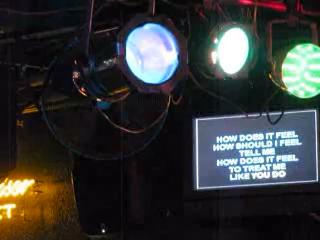 HOW DOES IT FEEL
HOW SHOULD I FEEL
TELL ME
HOW DOES IT FEEL
TO TREAT ME
LIKE YOU DO